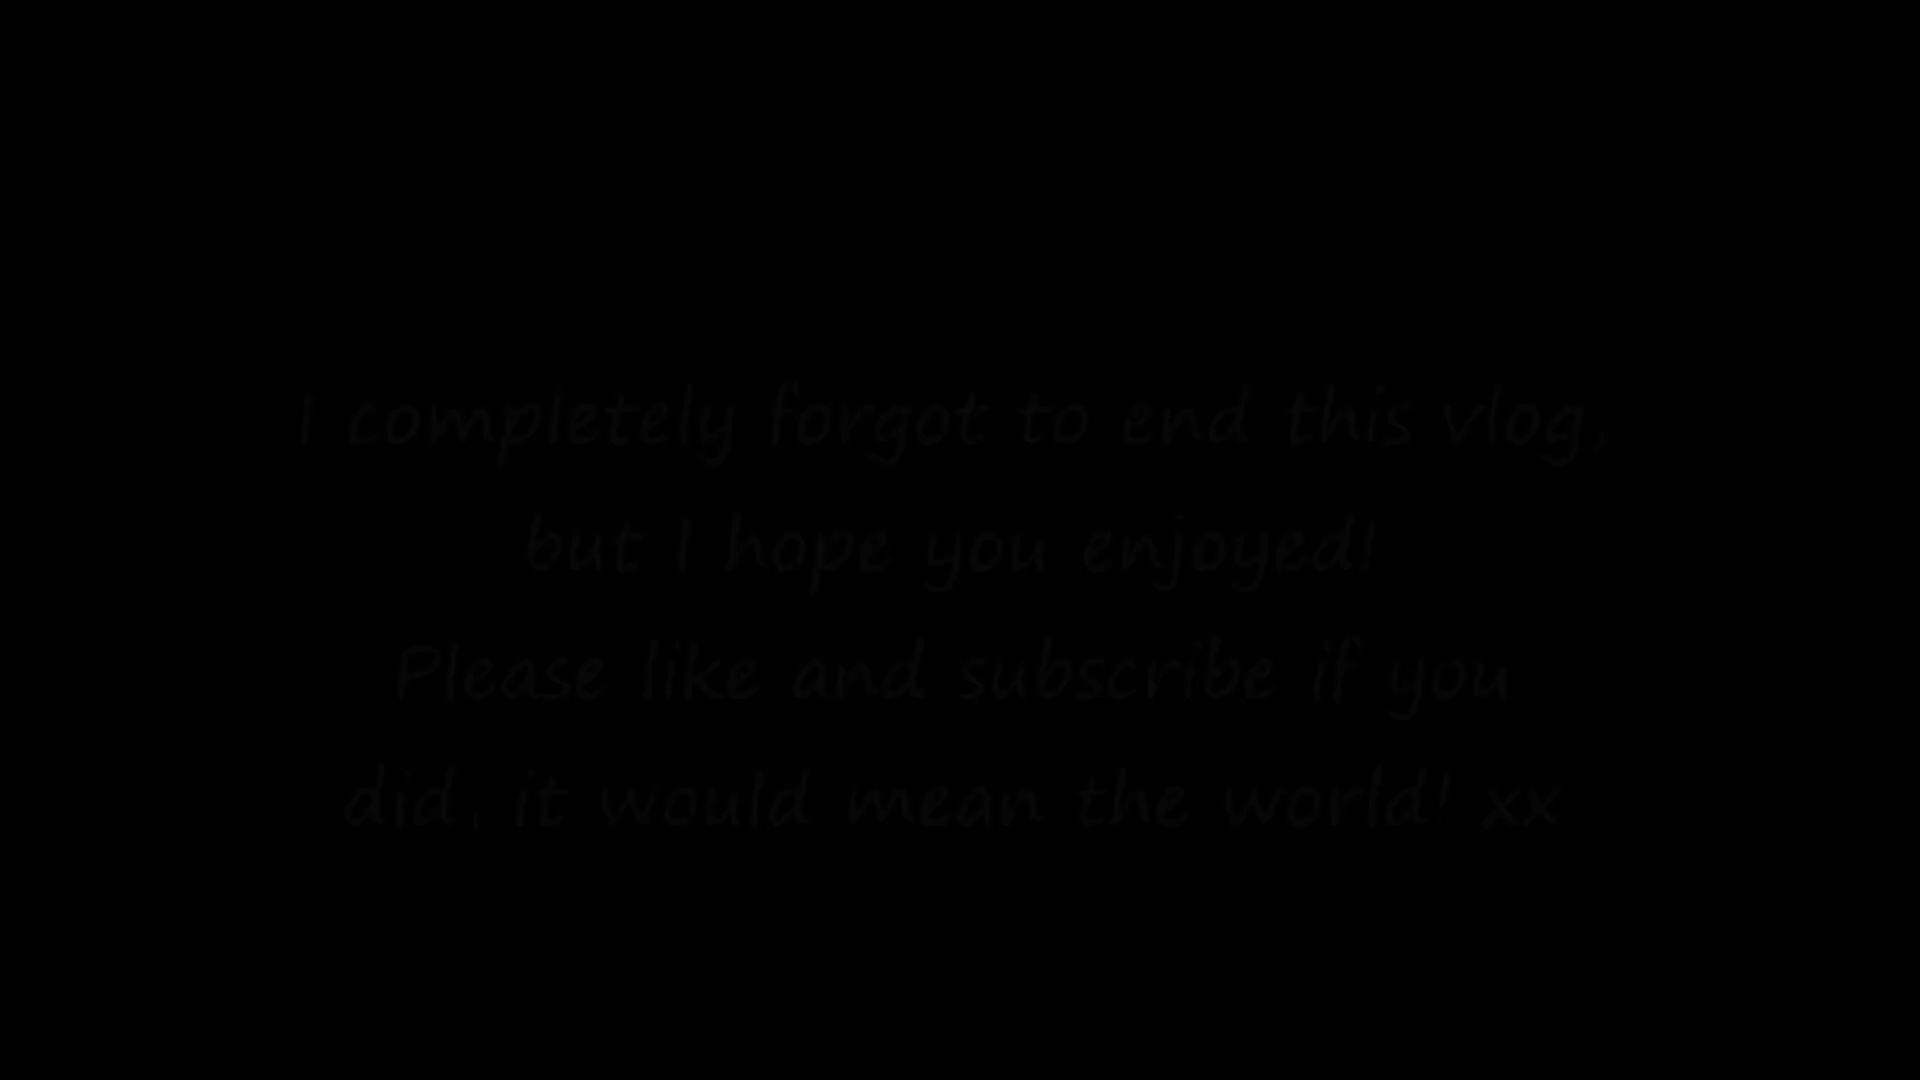 I completely forgot to end this vlog,
but I hope you enjoyed!
Please like and subscribe if you
did, it would mean the world! xx